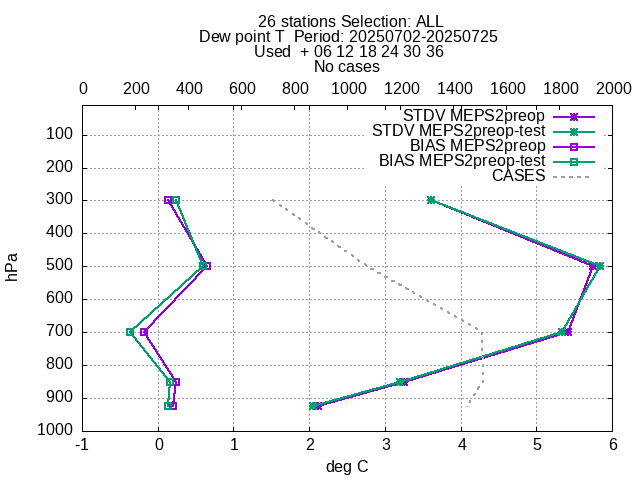 26 stations Selection: ALL
Dew point T  Period: 20250702-20250725
Used  + 06 12 18 24 30 36
No cases
0 200 400 600 800 1000 1200 1400 1600 1800 2000
STDV MEPS2preop
STDV MEPS2preop-test
BIAS MEPS2preop
BIAS MEPS2preop-test
CASES
100
200
300
400
500
600
700
800
900
1000
hPa
-1 0 1 2 3 4 5 6
deg C